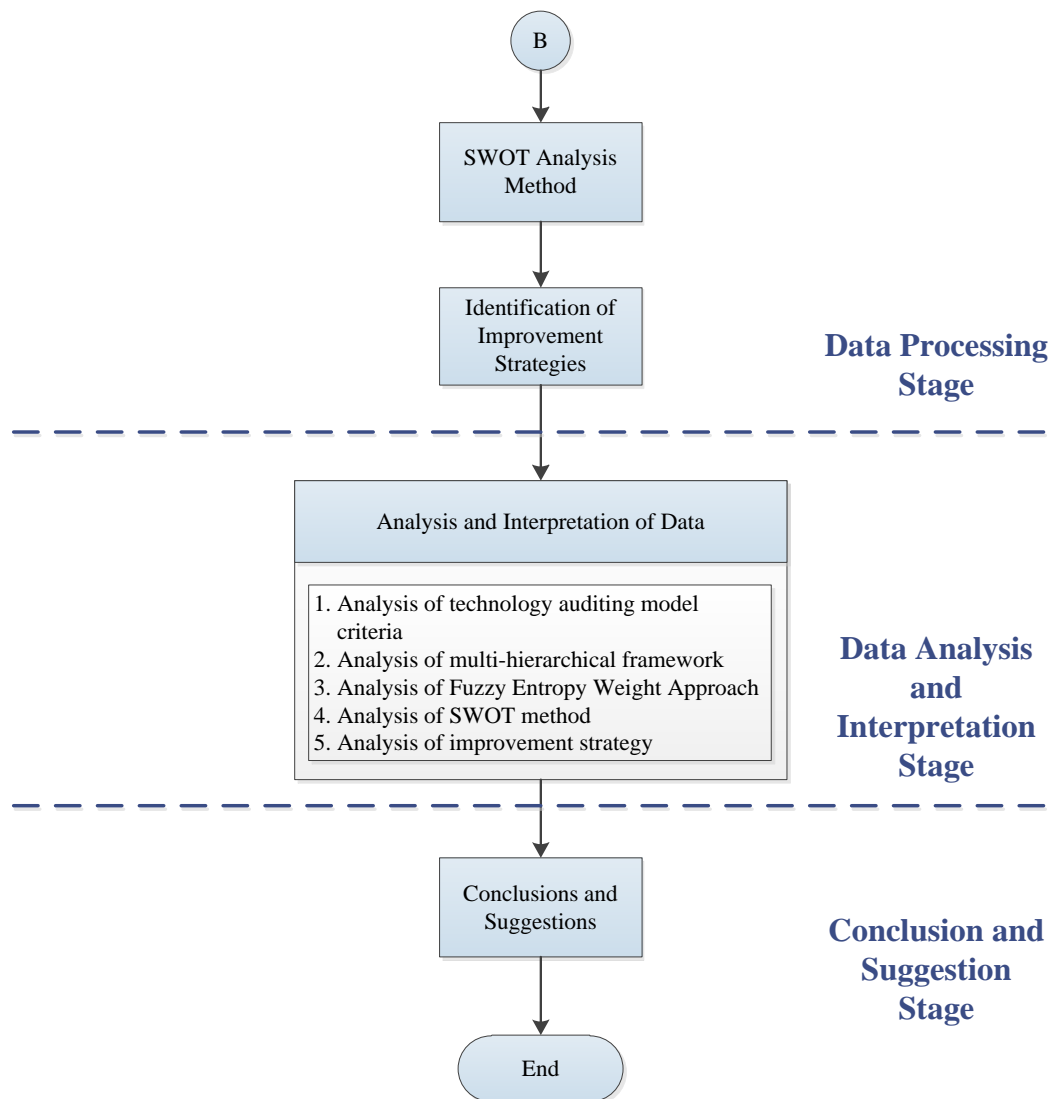 B
SWOT Analysis
Method
Identification of
Improvement
Strategies
Data Processing
Stage
Analysis and Interpretation of Data
1. Analysis of technology auditing model
criteria
2. Analysis of multi-hierarchical framework
3. Analysis of Fuzzy Entropy Weight Approach
4. Analysis of SWOT method
5. Analysis of improvement strategy
Data Analysis
and
Interpretation
Stage
Conclusions and
Suggestions
Conclusion and
Suggestion
Stage
End